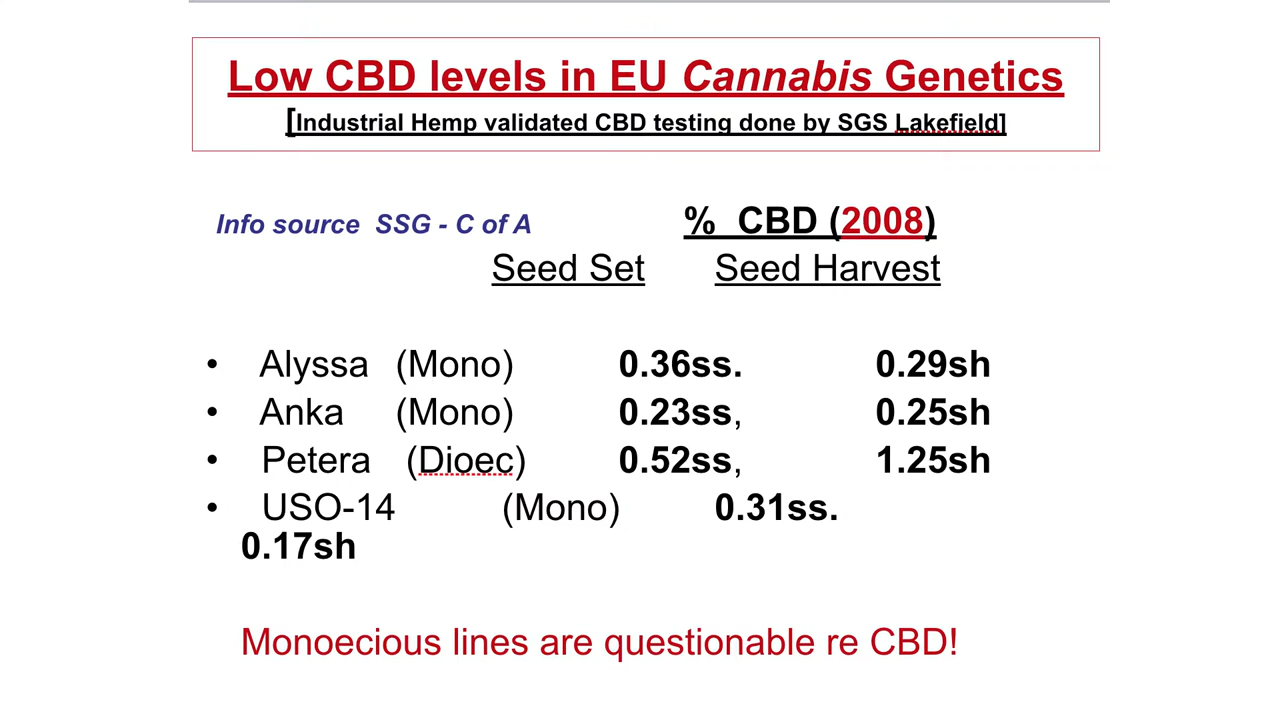 Low CBD levels in EU Cannabis Genetics
[Industrial Hemp validated CBD testing done by SGS Lakefield]
Info source SSG - C of A % CBD (2008)
Seed Set Seed Harvest
• Alyssa (Mono) 0.36ss. 0.29sh
• Anka (Mono) 0.23ss, 0.25sh
• Petera (Dioec) 0.52ss, 1.25sh
• USO-14 (Mono) 0.31ss.
0.17sh
Monoecious lines are questionable re CBD!